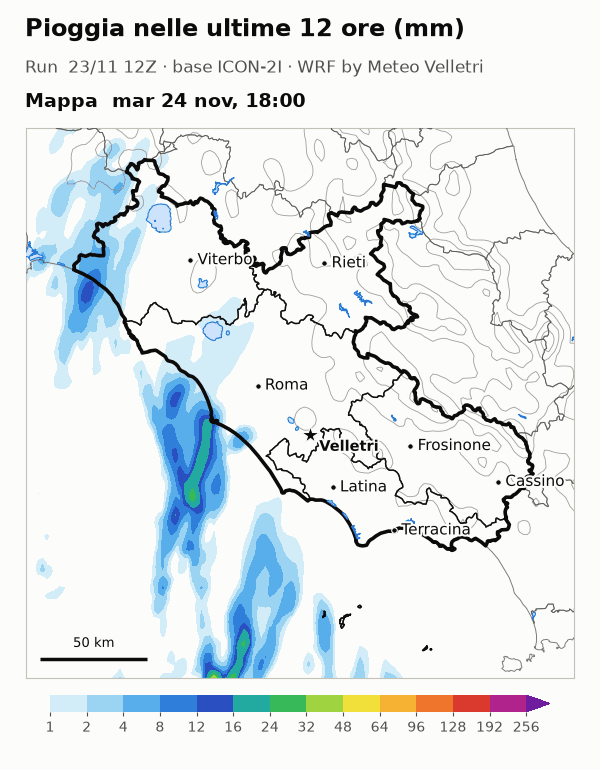 Pioggia nelle ultime 12 ore (mm)
Run  23/11 12Z · base ICON-2I · WRF by Meteo Velletri
Mappa  mar 24 nov, 18:00
Viterbo
Rieti
Roma
Velletri
Frosinone
Cassino
Latina
Terracina
50 km
1 2 4 8 12 16 24 32 48 64 96 128 192 256